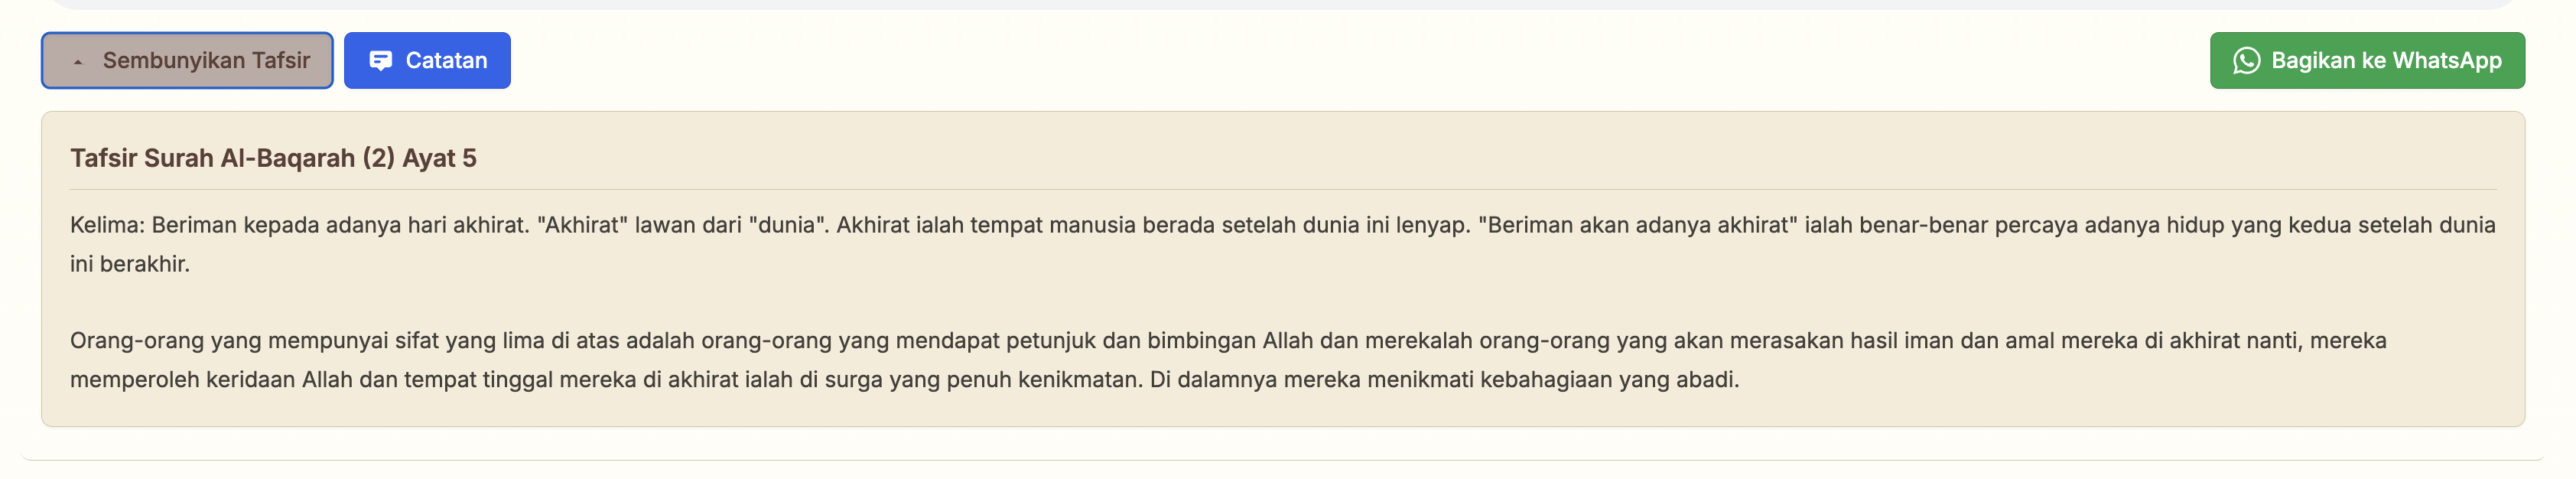 Sembunyikan Tafsir
Catatan
Bagikan ke WhatsApp
Tafsir Surah Al-Baqarah (2) Ayat 5
Kelima: Beriman kepada adanya hari akhirat. "Akhirat" lawan dari "dunia". Akhirat ialah tempat manusia berada setelah dunia ini lenyap. "Beriman akan adanya akhirat" ialah benar-benar percaya adanya hidup yang kedua setelah dunia
ini berakhir.
Orang-orang yang mempunyai sifat yang lima di atas adalah orang-orang yang mendapat petunjuk dan bimbingan Allah dan merekalah orang-orang yang akan merasakan hasil iman dan amal mereka di akhirat nanti, mereka
memperoleh keridaan Allah dan tempat tinggal mereka di akhirat ialah di surga yang penuh kenikmatan. Di dalamnya mereka menikmati kebahagiaan yang abadi.